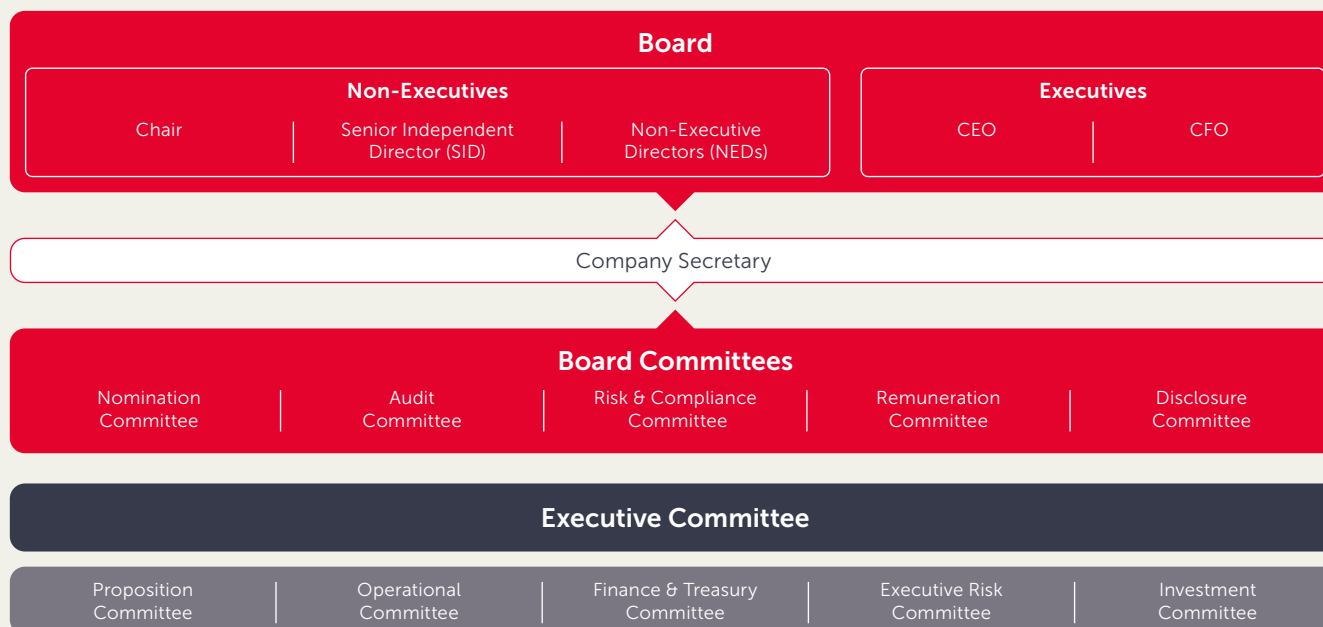 Board
Non-Executives
Chair
Senior Independent
Director (SID)
Non-Executive
Directors (NEDs)
Executives
CEO
CFO
Company Secretary
Board Committees
Nomination
Committee
Audit
Committee
Risk & Compliance
Committee
Remuneration
Committee
Disclosure
Committee
Executive Committee
Proposition
Committee
Operational
Committee
Finance & Treasury
Committee
Executive Risk
Committee
Investment
Committee